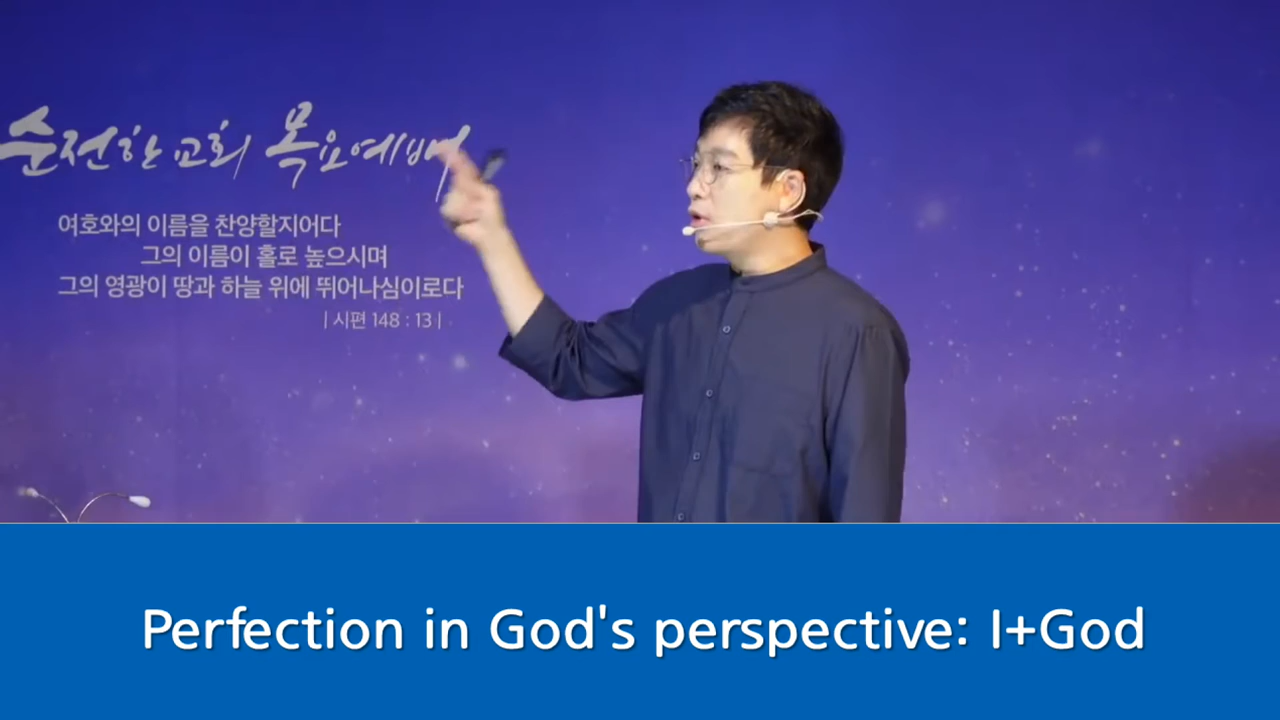 순전한 교회 목요예배
여호와의 이름을 찬양할지어다
그의 이름이 홀로 높으시며
그의 영광이 땅과 하늘 위에 뛰어나심이로다
| 시편 148 : 13 |
Perfection in God's perspective: I+God